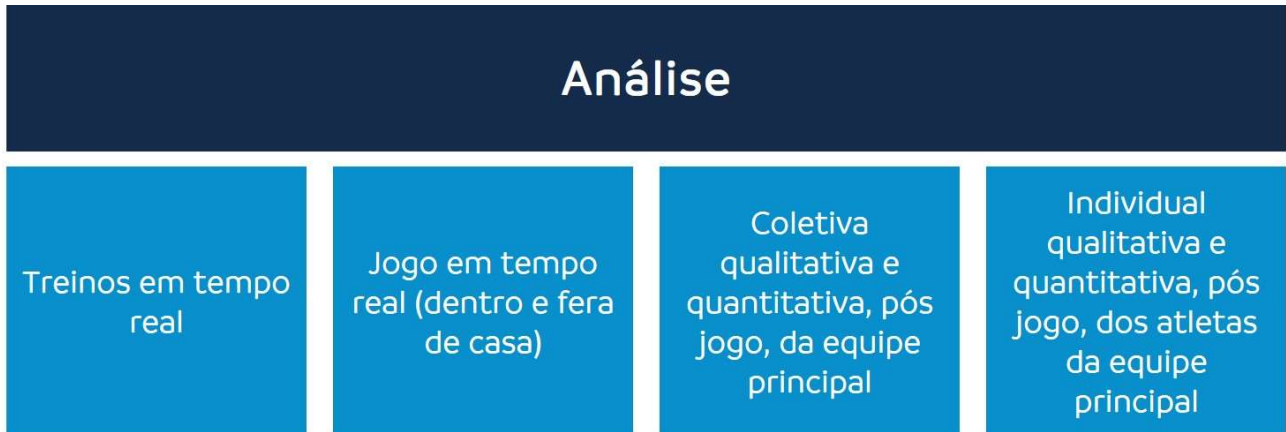 Análise
Treinos em tempo
real
Jogo em tempo
real (dentro e fera
de casa)
Coletiva
qualitativa e
quantitativa, pós
jogo, da equipe
principal
Individual
qualitativa e
quantitativa, pós
jogo, dos atletas
da equipe
principal